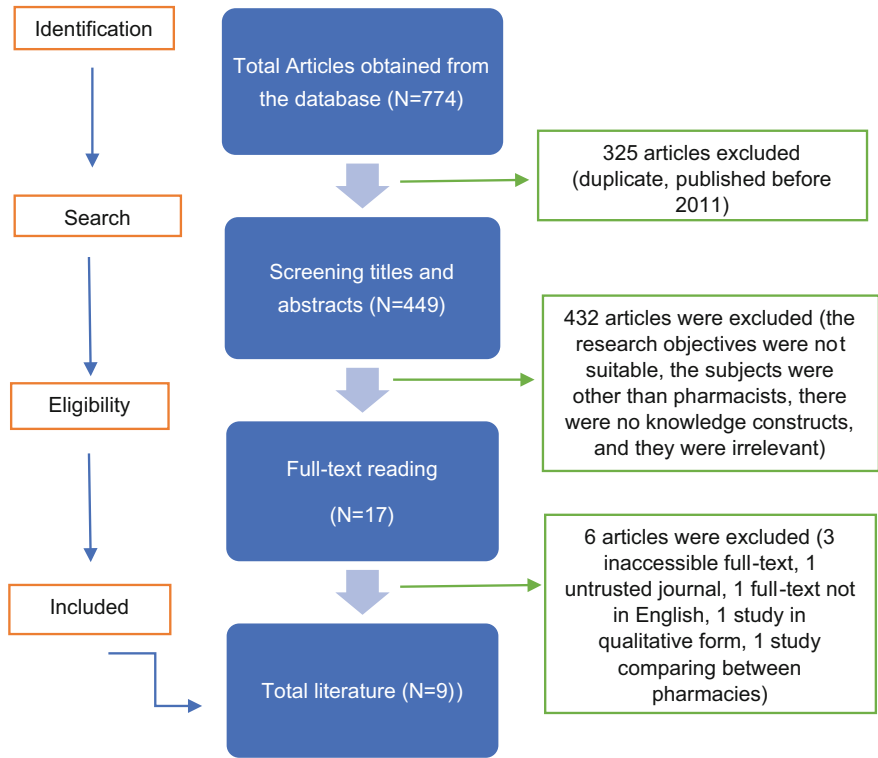 Identification
Total Articles obtained from
the database (N=774)
325 articles excluded
(duplicate, published before
2011)
Search
Screening titles and
abstracts (N=449)
432 articles were excluded (the
research objectives were not
suitable, the subjects were
other than pharmacists, there
were no knowledge constructs,
and they were irrelevant)
Eligibility
Full-text reading
(N=17)
6 articles were excluded (3
inaccessible full-text, 1
untrusted journal, 1 full-text not
in English, 1 study in
qualitative form, 1 study
comparing between
pharmacies)
Included
Total literature (N=9))